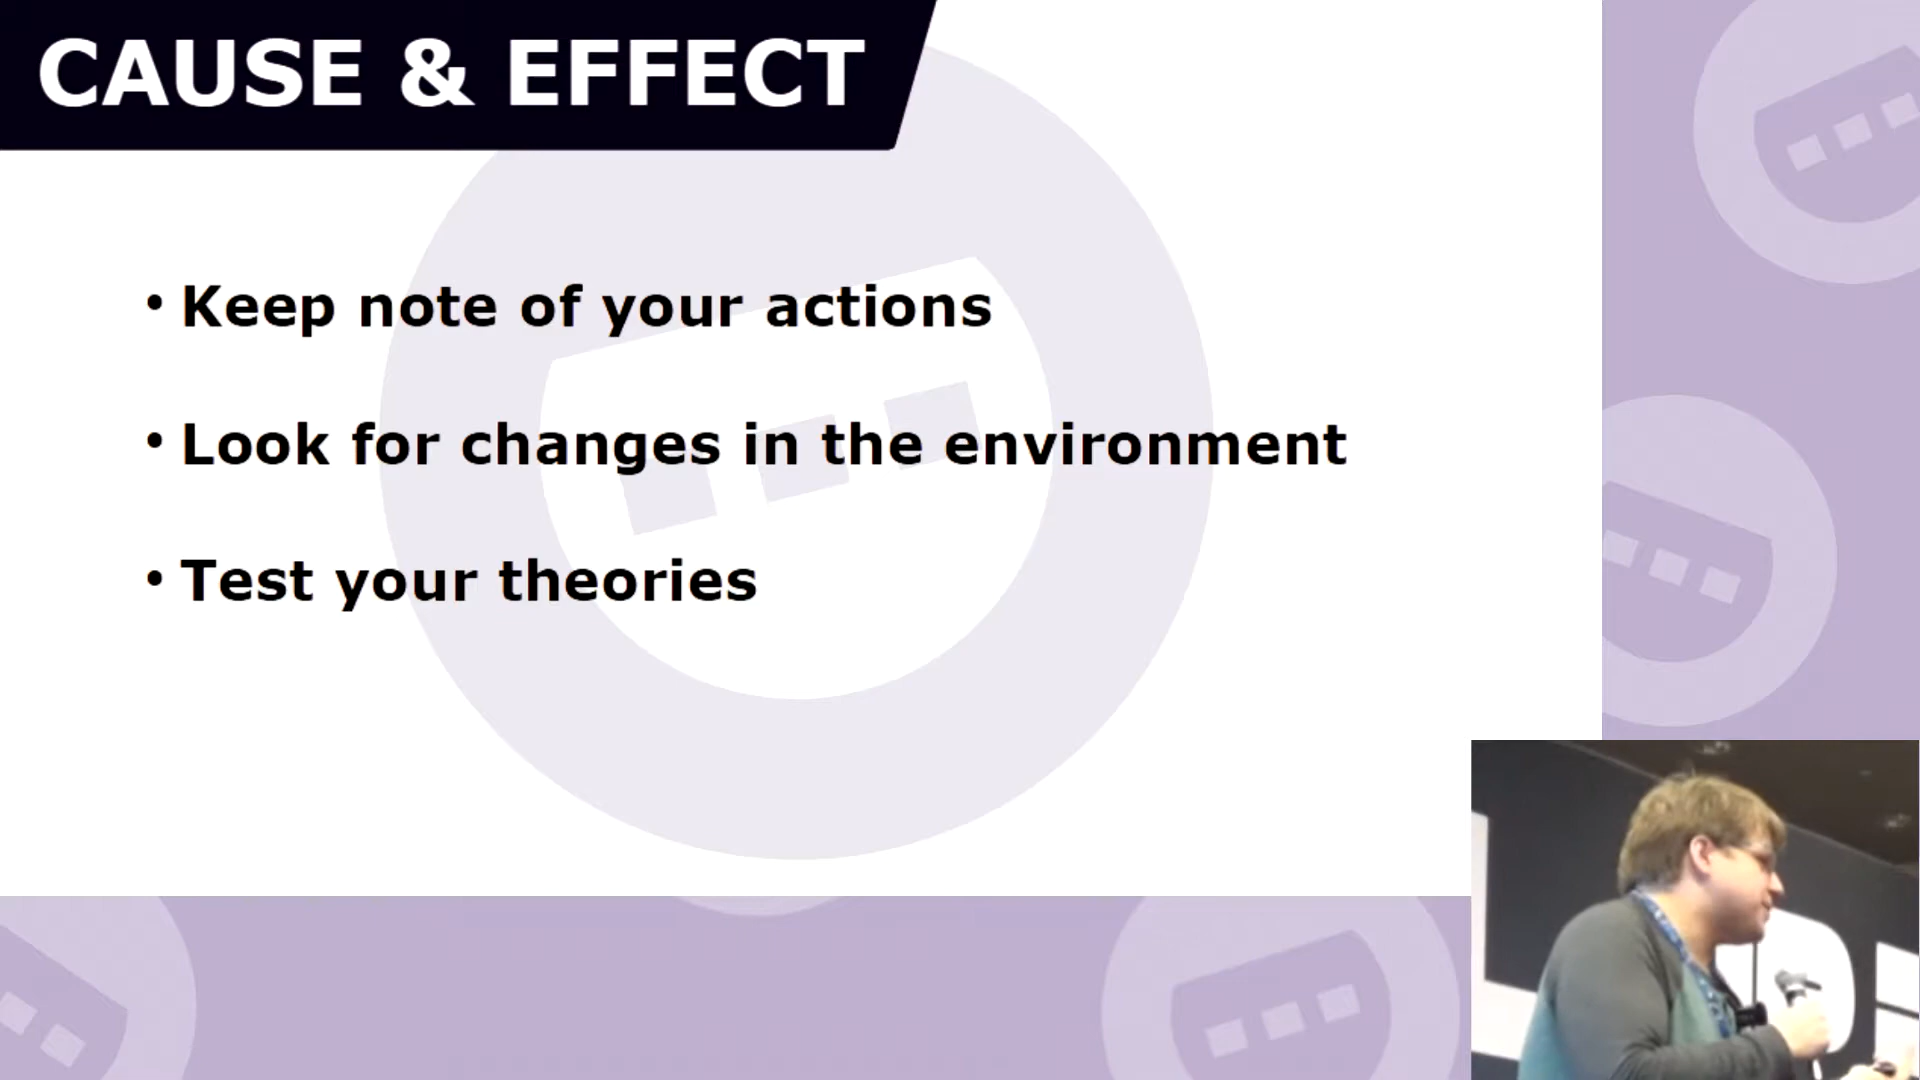 CAUSE & EFFECT
• Keep note of your actions
• Look for changes in the environment
• Test your theories